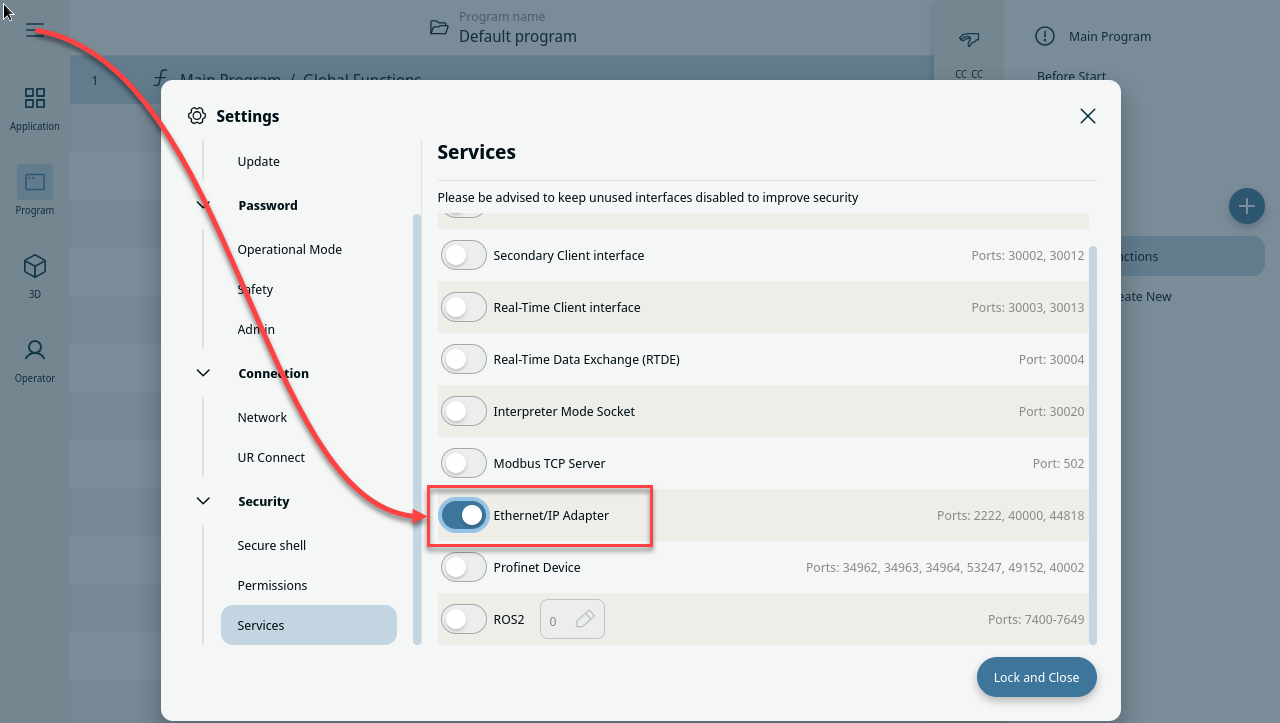 Program name
Default program
Main Program
1
Main Program / Global Functions
CC CC
Before Start
Application
Program
3D
Operator
Settings
Update
Password
Operational Mode
Safety
Admin
Connection
Network
UR Connect
Security
Secure shell
Permissions
Services
Services
Please be advised to keep unused interfaces disabled to improve security
Secondary Client interface Ports: 30002, 30012
Real-Time Client interface Ports: 30003, 30013
Real-Time Data Exchange (RTDE) Port: 30004
Interpreter Mode Socket Port: 30020
Modbus TCP Server Port: 502
Ethernet/IP Adapter Ports: 2222, 40000, 44818
Profinet Device Ports: 34962, 34963, 34964, 53247, 49152, 40002
ROS2 0 Ports: 7400-7649
Lock and Close
nctions
eate New